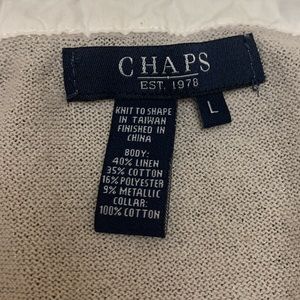 CHAPS
EST. 1978
L
KNIT TO SHAPE
IN TAIWAN
FINISHED IN
CHINA
BODY:
40% LINEN
35% COTTON
16% POLYESTER
9% METALLIC
COLLAR:
100% COTTON